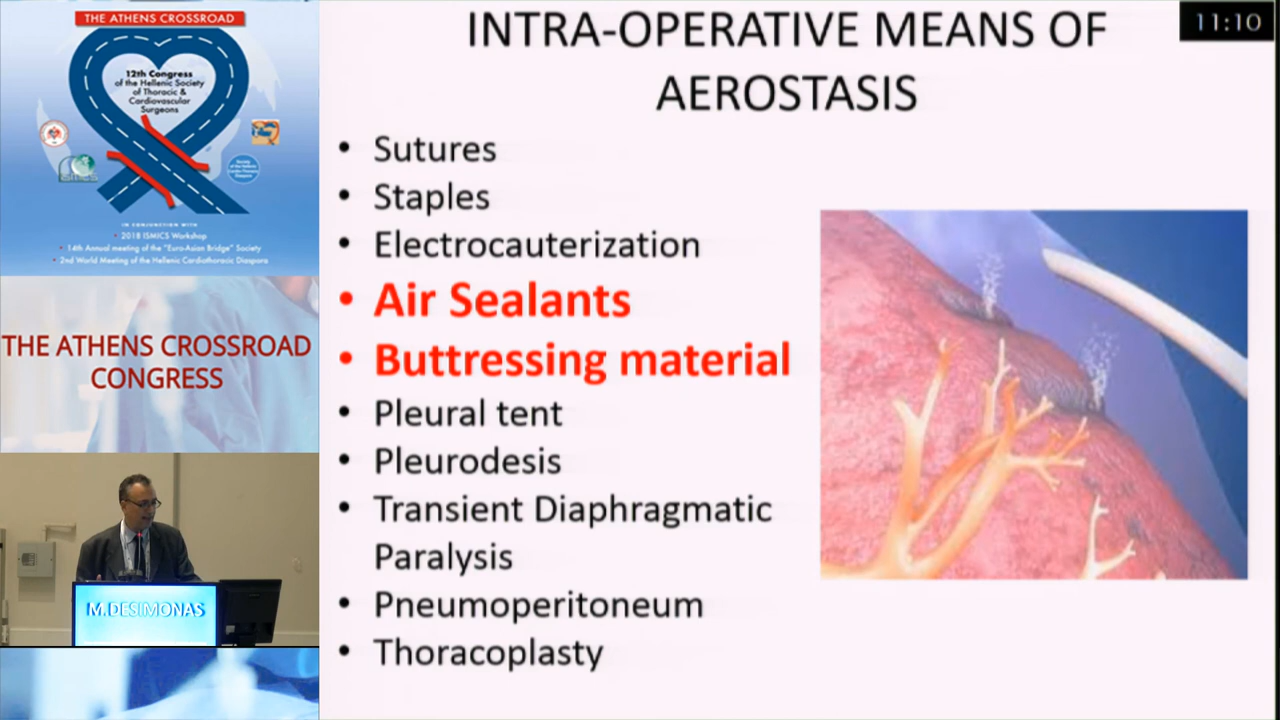 THE ATHENS CROSSROAD
12th Congress
of the Hellenic Society
of Thoracic &
Cardiovascular
Surgeons
IN CONJUNCTION WITH
• 2018 ISMICS Workshop
• 14th Annual meeting of the "Euro-Asian Bridge" Society
• 2nd World Meeting of the Hellenic Cardiothoracic Diaspora
THE ATHENS CROSSROAD
CONGRESS
M.DESIMONAS
INTRA-OPERATIVE MEANS OF
AEROSTASIS
11:10
• Sutures
• Staples
• Electrocauterization
• Air Sealants
• Buttressing material
• Pleural tent
• Pleurodesis
• Transient Diaphragmatic
Paralysis
• Pneumoperitoneum
• Thoracoplasty